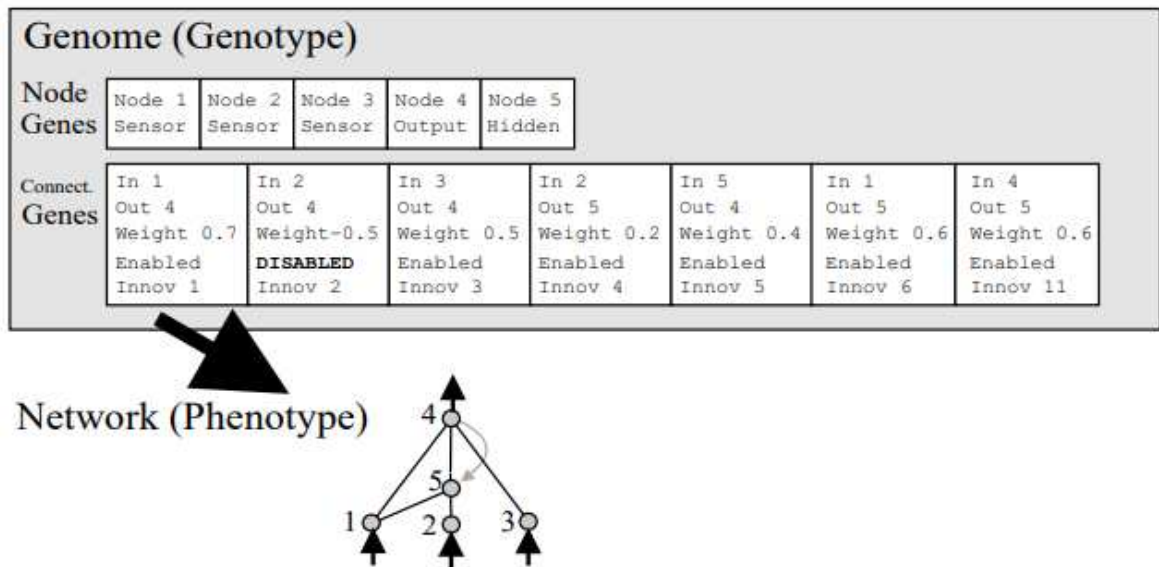 Genome (Genotype)
Node Genes
Node 1 Node 2 Node 3 Node 4 Node 5
Sensor Sensor Sensor Output Hidden
Connect. Genes
In 1 In 2 In 3 In 2 In 5 In 1 In 4
Out 4 Out 4 Out 4 Out 5 Out 4 Out 5 Out 5
Weight 0.7 Weight-0.5 Weight 0.5 Weight 0.2 Weight 0.4 Weight 0.6 Weight 0.6
Enabled DISABLED Enabled Enabled Enabled Enabled Enabled
Innov 1 Innov 2 Innov 3 Innov 4 Innov 5 Innov 6 Innov 11
Network (Phenotype)
4
5
1 2 3